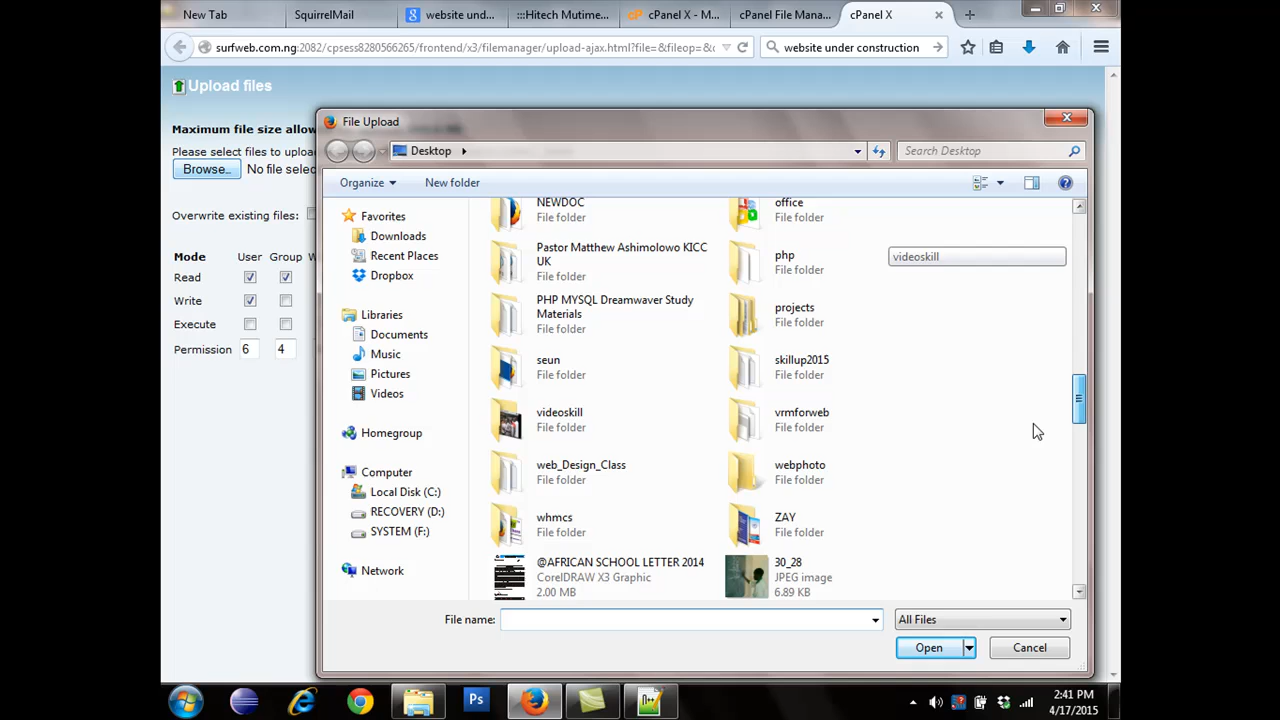 New Tab
SquirrelMail
website und...
:::Hitech Mutime...
cPanel X - M...
cPanel File Mana...
cPanel X
surfweb.com.ng:2082/cpsess8280566265/frontend/x3/filemanager/upload-ajax.html?file=&fileop=&
website under construction
Upload files
Maximum file size allow
Please select files to upload
Browse... No file selec
Overwrite existing files:
Mode User Group W
Read
Write
Execute
Permission 6 4
File Upload
Desktop
Search Desktop
Organize New folder
Favorites
Downloads
Recent Places
Dropbox
Libraries
Documents
Music
Pictures
Videos
Homegroup
Computer
Local Disk (C:)
RECOVERY (D:)
SYSTEM (F:)
Network
NEWDOC
File folder
office
File folder
Pastor Matthew Ashimolowo KICC
UK
File folder
php
File folder
videoskill
PHP MYSQL Dreamwaver Study
Materials
File folder
projects
File folder
seun
File folder
skillup2015
File folder
videoskill
File folder
vrmforweb
File folder
web_Design_Class
File folder
webphoto
File folder
whmcs
File folder
ZAY
File folder
@AFRICAN SCHOOL LETTER 2014
CorelDRAW X3 Graphic
2.00 MB
30_28
JPEG image
6.89 KB
File name:
All Files
Open
Cancel
Ps
2:41 PM
4/17/2015